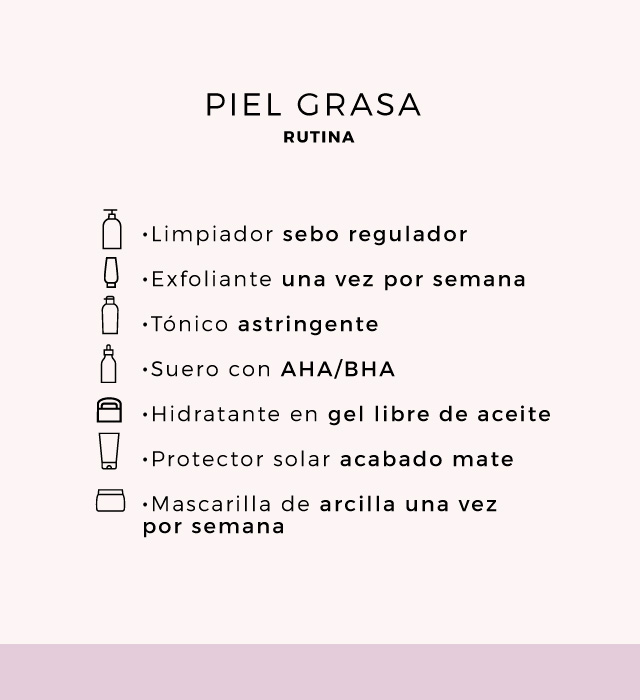 PIEL GRASA
RUTINA
•Limpiador sebo regulador
•Exfoliante una vez por semana
•Tónico astringente
•Suero con AHA/BHA
•Hidratante en gel libre de aceite
•Protector solar acabado mate
•Mascarilla de arcilla una vez
por semana